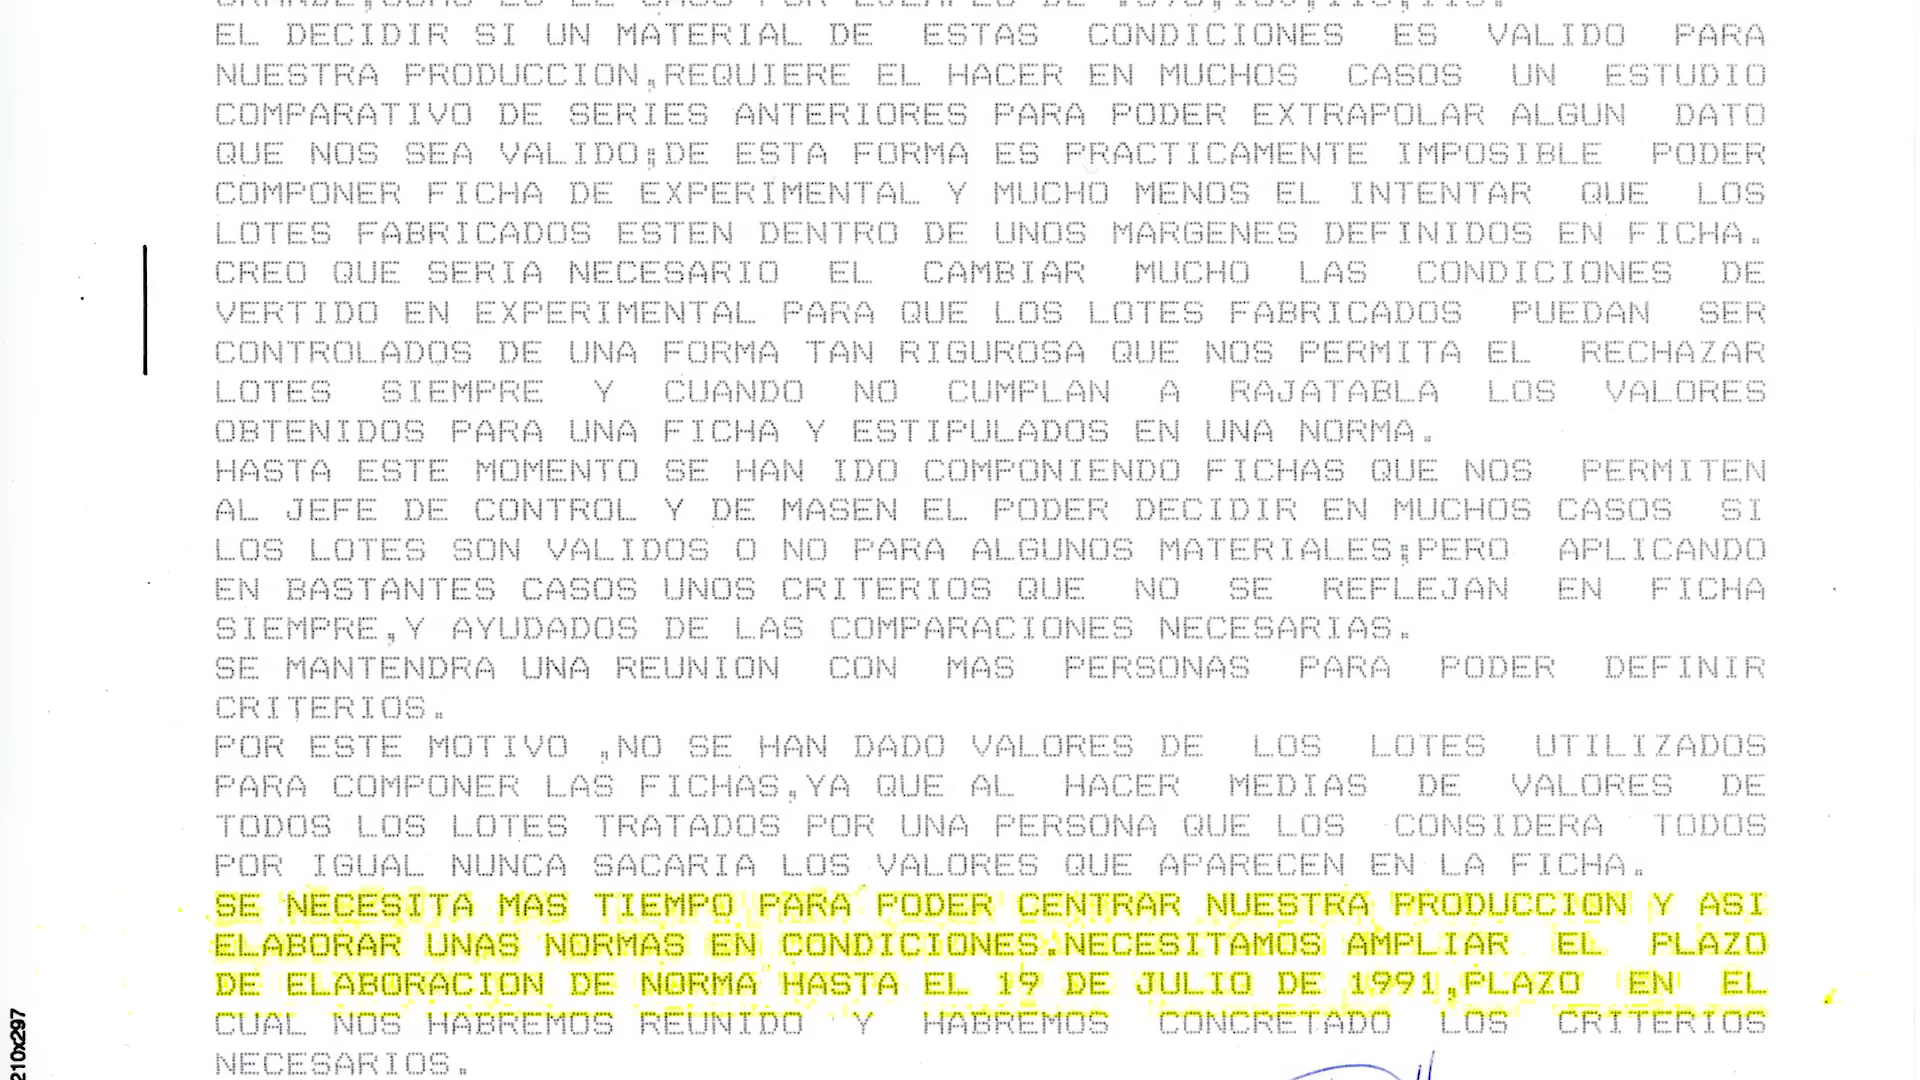 EL DECIDIR SI UN MATERIAL DE ESTAS CONDICIONES ES VALIDO PARA
NUESTRA PRODUCCION,REQUIERE EL HACER EN MUCHOS CASOS UN ESTUDIO
COMPARATIVO DE SERIES ANTERIORES PARA PODER EXTRAPOLAR ALGUN DATO
QUE NOS SEA VALIDO;DE ESTA FORMA ES PRACTICAMENTE IMPOSIBLE PODER
COMPONER FICHA DE EXPERIMENTAL Y MUCHO MENOS EL INTENTAR QUE LOS
LOTES FABRICADOS ESTEN DENTRO DE UNOS MARGENES DEFINIDOS EN FICHA.
CREO QUE SERIA NECESARIO EL CAMBIAR MUCHO LAS CONDICIONES DE
VERTIDO EN EXPERIMENTAL PARA QUE LOS LOTES FABRICADOS PUEDAN SER
CONTROLADOS DE UNA FORMA TAN RIGUROSA QUE NOS PERMITA EL RECHAZAR
LOTES SIEMPRE Y CUANDO NO CUMPLAN A RAJATABLA LOS VALORES
OBTENIDOS PARA UNA FICHA Y ESTIPULADOS EN UNA NORMA.
HASTA ESTE MOMENTO SE HAN IDO COMPONIENDO FICHAS QUE NOS PERMITEN
AL JEFE DE CONTROL Y DE MASEN EL PODER DECIDIR EN MUCHOS CASOS SI
LOS LOTES SON VALIDOS O NO PARA ALGUNOS MATERIALES;PERO APLICANDO
EN BASTANTES CASOS UNOS CRITERIOS QUE NO SE REFLEJAN EN FICHA
SIEMPRE,Y AYUDADOS DE LAS COMPARACIONES NECESARIAS.
SE MANTENDRA UNA REUNION CON MAS PERSONAS PARA PODER DEFINIR
CRITERIOS.
POR ESTE MOTIVO ,NO SE HAN DADO VALORES DE LOS LOTES UTILIZADOS
PARA COMPONER LAS FICHAS,YA QUE AL HACER MEDIAS DE VALORES DE
TODOS LOS LOTES TRATADOS POR UNA PERSONA QUE LOS CONSIDERA TODOS
POR IGUAL NUNCA SACARIA LOS VALORES QUE APARECEN EN LA FICHA.
SE NECESITA MAS TIEMPO PARA PODER CENTRAR NUESTRA PRODUCCION Y ASI
ELABORAR UNAS NORMAS EN CONDICIONES.NECESITAMOS AMPLIAR EL PLAZO
DE ELABORACION DE NORMA HASTA EL 19 DE JULIO DE 1991,PLAZO EN EL
CUAL NOS HABREMOS REUNIDO Y HABREMOS CONCRETADO LOS CRITERIOS
NECESARIOS.
210x297